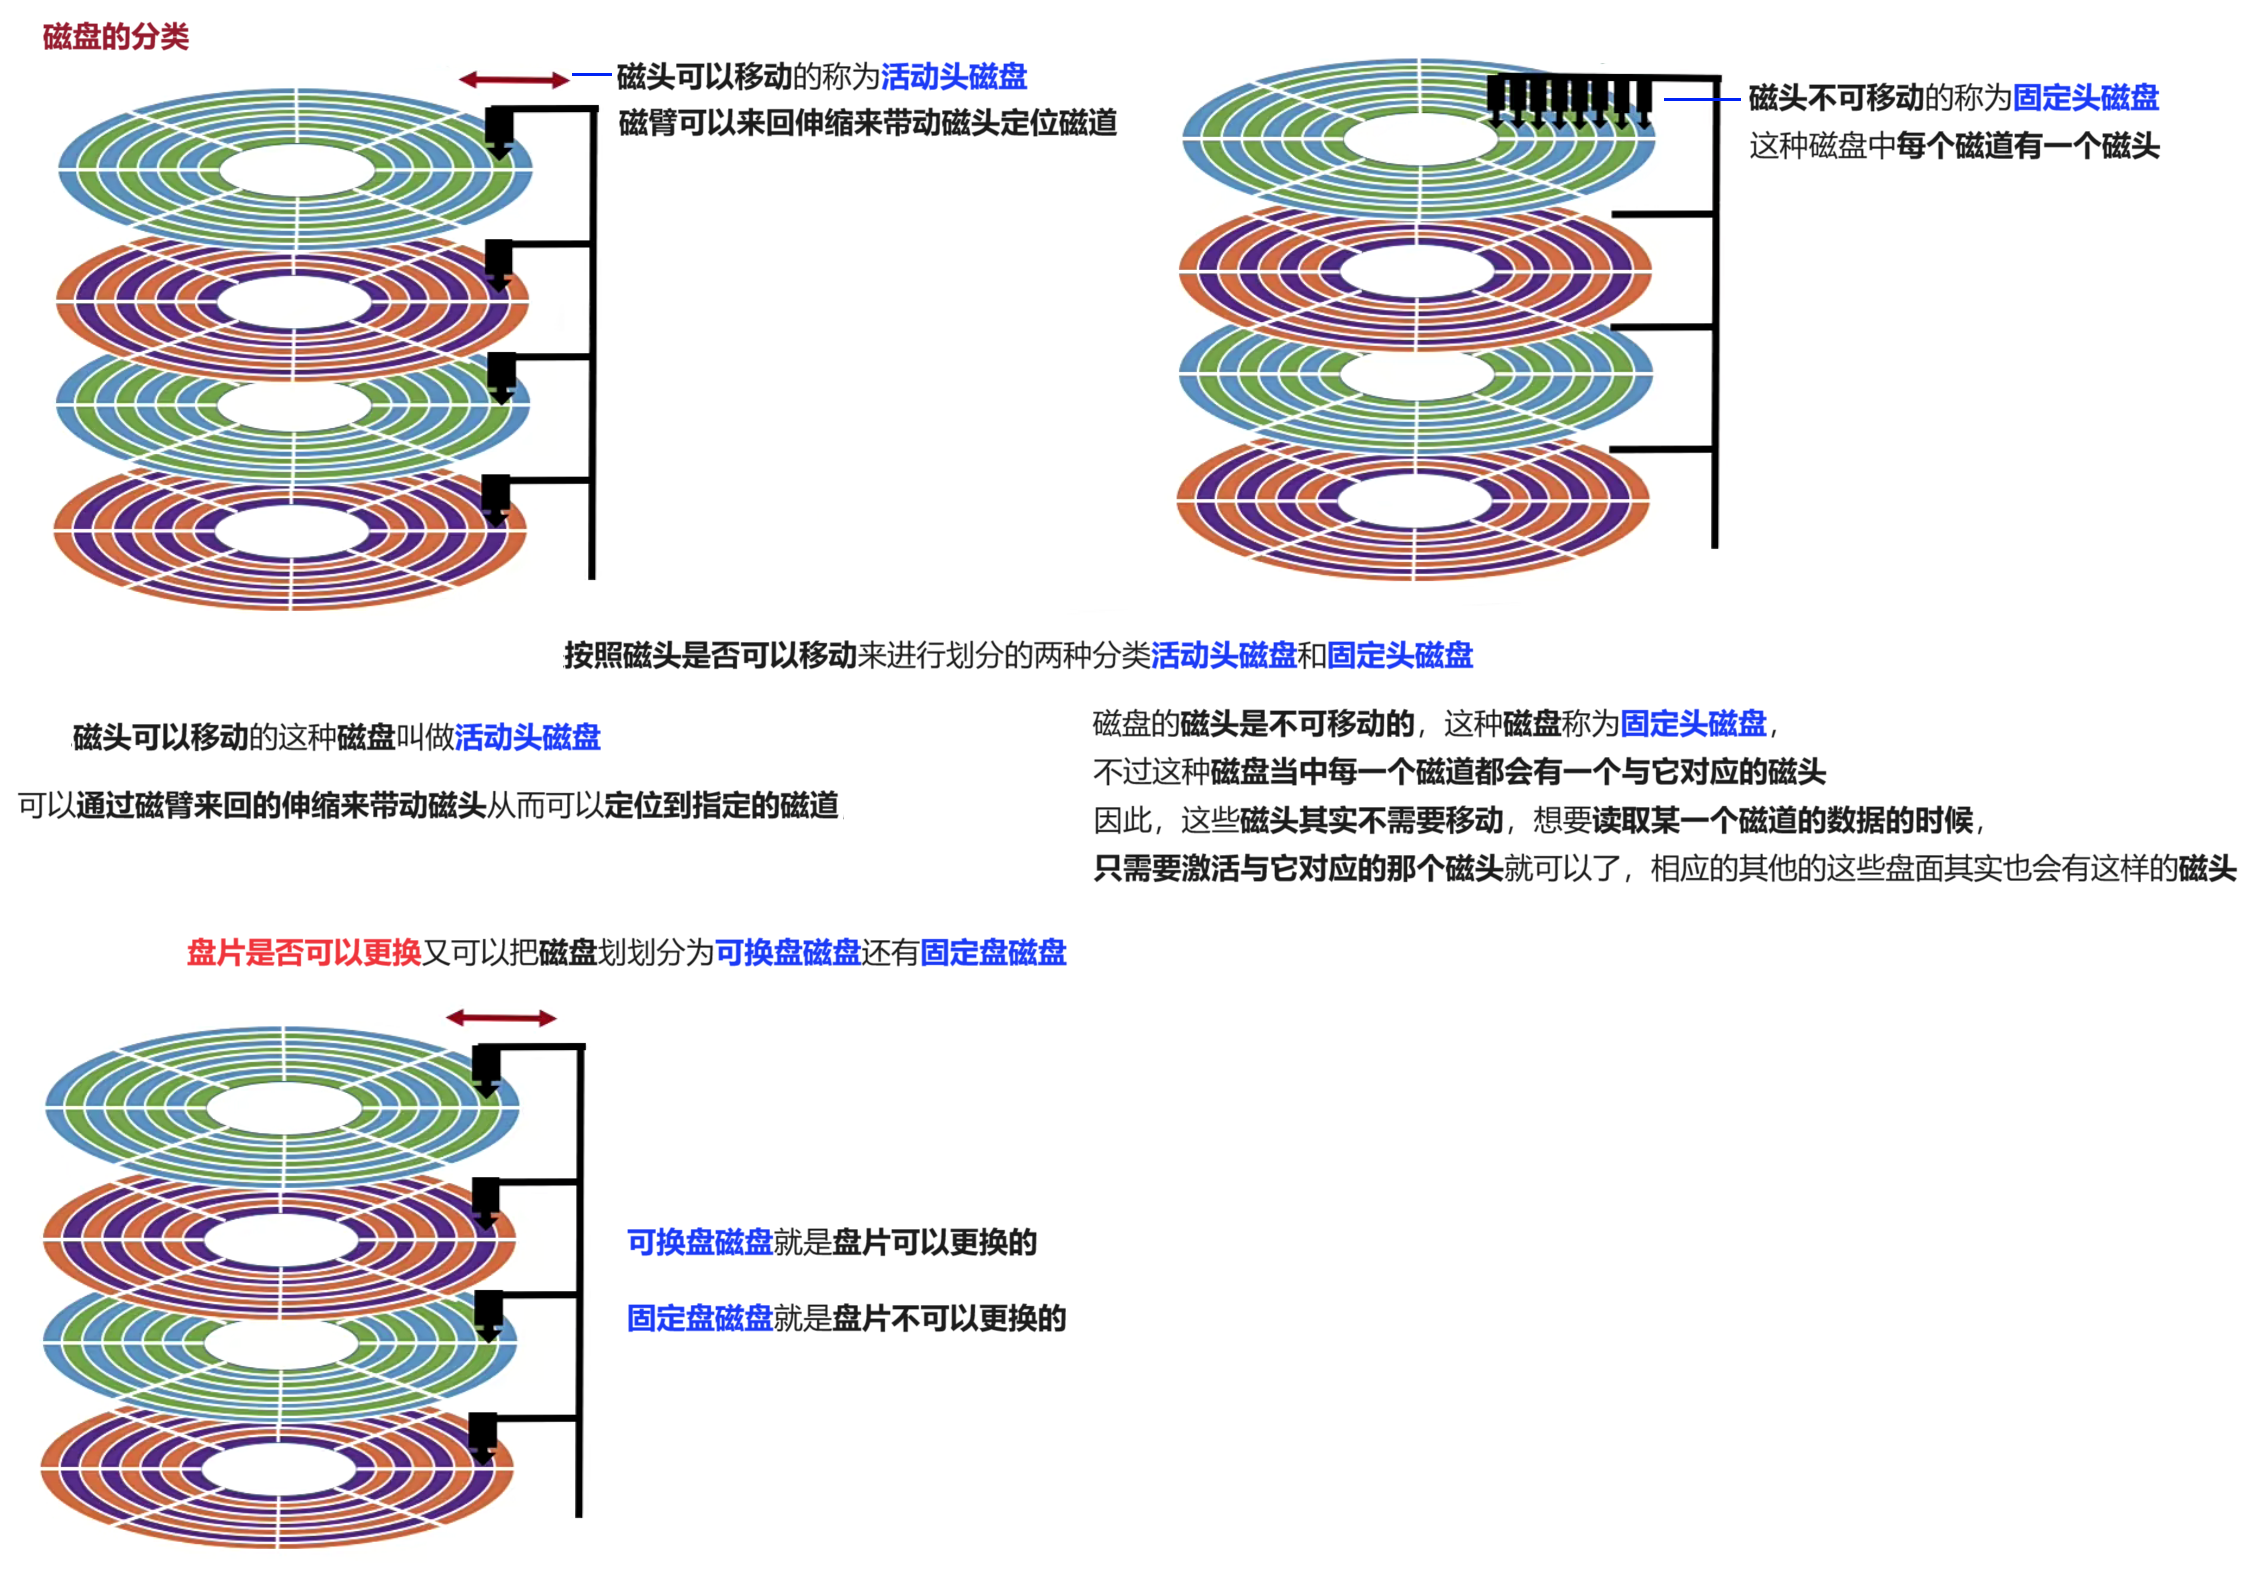 磁盘的分类
磁头可以移动的称为活动头磁盘
磁臂可以来回伸缩来带动磁头定位磁道
磁头不可移动的称为固定头磁盘
这种磁盘中每个磁道有一个磁头
按照磁头是否可以移动来进行划分的两种分类活动头磁盘和固定头磁盘
磁头可以移动的这种磁盘叫做活动头磁盘
可以通过磁臂来回的伸缩来带动磁头从而可以定位到指定的磁道
磁盘的磁头是不可移动的，这种磁盘称为固定头磁盘，
不过这种磁盘当中每一个磁道都会有一个与它对应的磁头
因此，这些磁头其实不需要移动，想要读取某一个磁道的数据的时候，
只需要激活与它对应的那个磁头就可以了，相应的其他的这些盘面其实也会有这样的磁头
盘片是否可以更换又可以把磁盘划划分为可换盘磁盘还有固定盘磁盘
可换盘磁盘就是盘片可以更换的
固定盘磁盘就是盘片不可以更换的